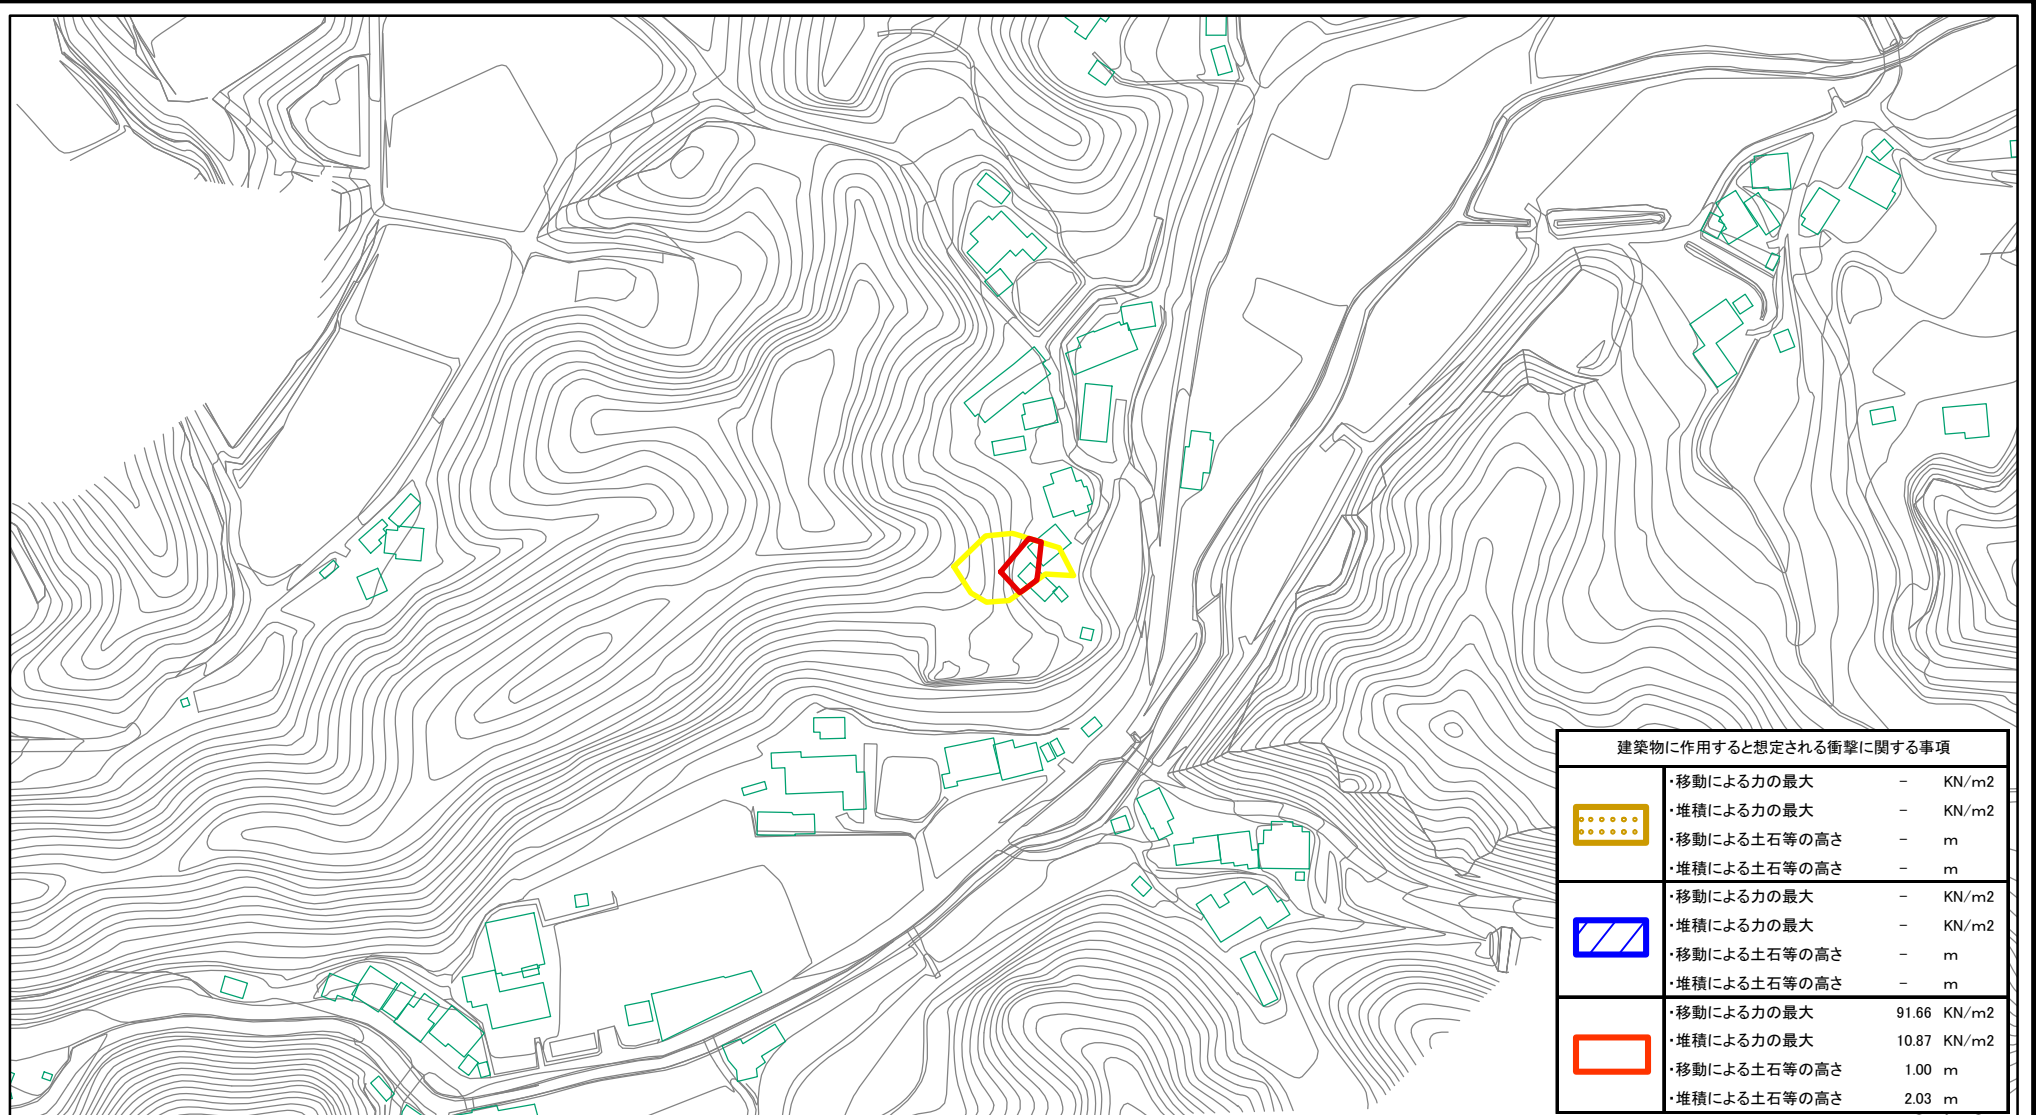 建築物に作用すると想定される衝撃に関する事項
・移動による力の最大 - KN/m2
・堆積による力の最大 - KN/m2
・移動による土石等の高さ - m
・堆積による土石等の高さ - m
・移動による力の最大 - KN/m2
・堆積による力の最大 - KN/m2
・移動による土石等の高さ - m
・堆積による土石等の高さ - m
・移動による力の最大 91.66 KN/m2
・堆積による力の最大 10.87 KN/m2
・移動による土石等の高さ 1.00 m
・堆積による土石等の高さ 2.03 m